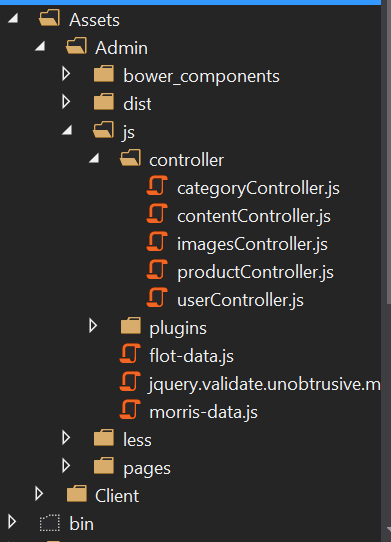 Assets
Admin
bower_components
dist
js
controller
categoryController.js
contentController.js
imagesController.js
productController.js
userController.js
plugins
flot-data.js
jquery.validate.unobtrusive.m
morris-data.js
less
pages
Client
bin